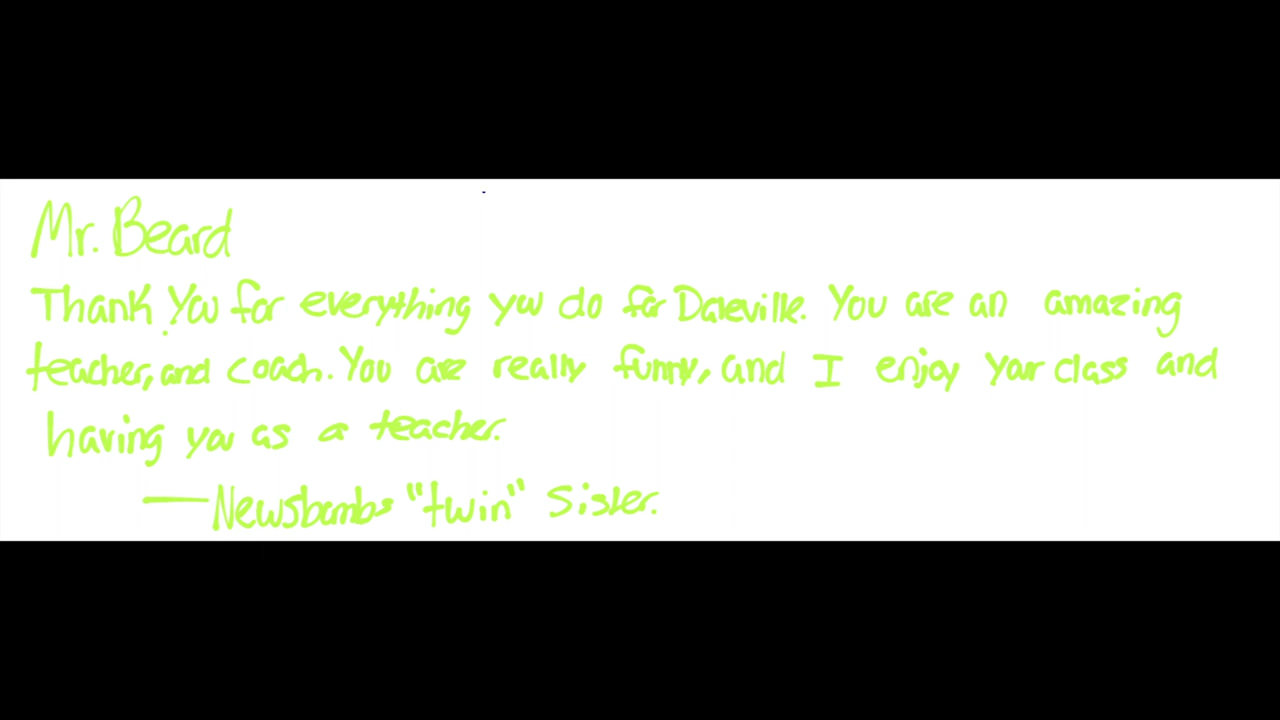 Mr. Beard
Thank You for everything you do for Daleville. You are an amazing
teacher, and coach. You are really funny, and I enjoy your class and
having you as a teacher.
—Newsbombs "twin" Sister.